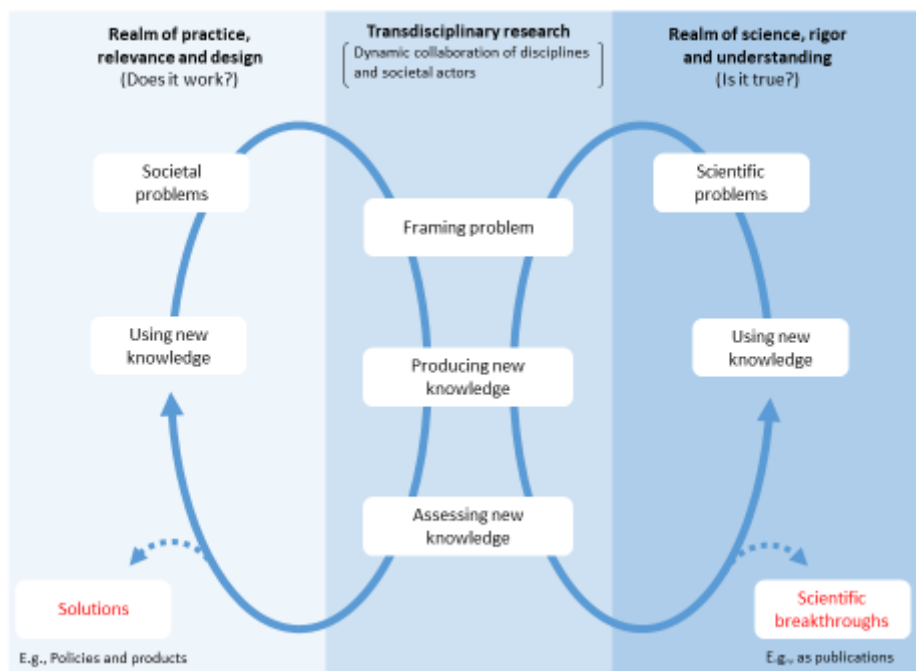 Realm of practice,
relevance and design
(Does it work?)
Transdisciplinary research
Dynamic collaboration of disciplines
and societal actors
Realm of science, rigor
and understanding
(Is it true?)
Societal
problems
Scientific
problems
Framing problem
Using new
knowledge
Producing new
knowledge
Using new
knowledge
Assessing new
knowledge
Solutions
Scientific
breakthroughs
E.g., Policies and products
E.g., as publications